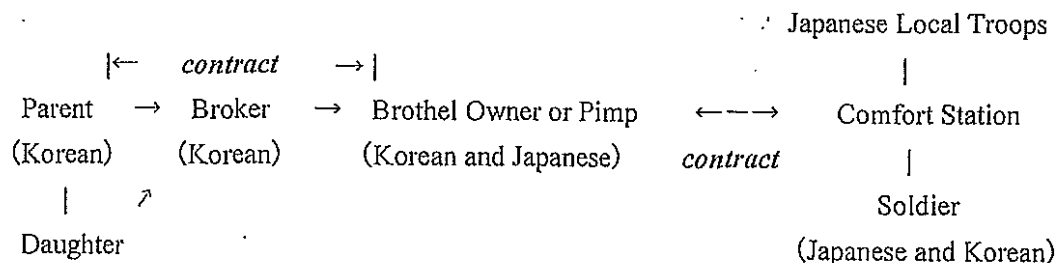 Japanese Local Troops
|← contract → | |
Parent → Broker → Brothel Owner or Pimp ←--→ Comfort Station
(Korean) (Korean) (Korean and Japanese) contract |
| ↗ Soldier
Daughter (Japanese and Korean)